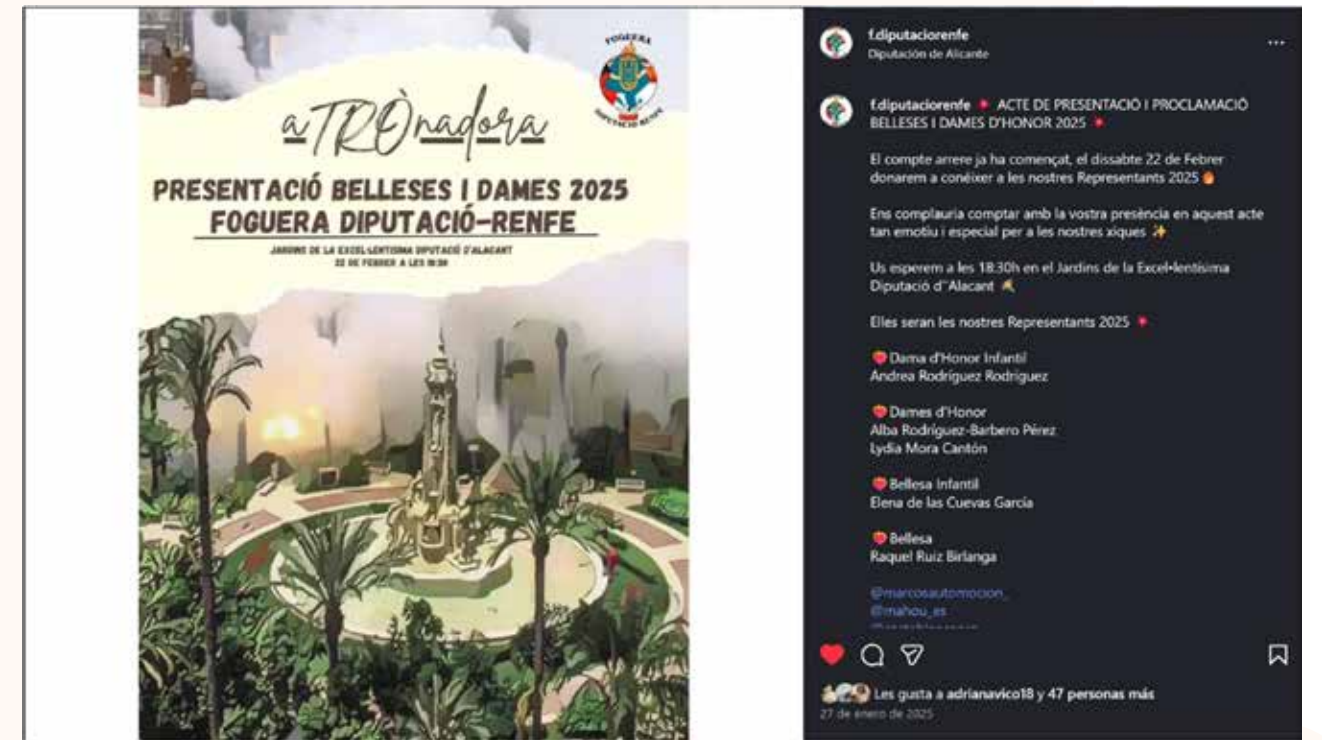 FOGUERA
DIPUTACIÓ RENFE
aTRÒnadora
PRESENTACIÓ BELLESES I DAMES 2025
FOGUERA DIPUTACIÓ-RENFE
JARDINS DE LA EXCEL·LENTISIMA DIPUTACIÓ D'ALACANT
22 DE FEBRER A LES 18:30
f.diputaciorenfe
Diputación de Alicante
f.diputaciorenfe ACTE DE PRESENTACIÓ I PROCLAMACIÓ
BELLESES I DAMES D'HONOR 2025
El compte arrere ja ha començat, el dissabte 22 de Febrer
donarem a conéixer a les nostres Representants 2025
Ens complauria comptar amb la vostra presència en aquest acte
tan emotiu i especial per a les nostres xiques
Us esperem a les 18:30h en el Jardins de la Excel•lentísima
Diputació d''Alacant
Elles seran les nostres Representants 2025
Dama d'Honor Infantil
Andrea Rodríguez Rodriguez
Dames d'Honor
Alba Rodríguez-Barbero Pérez
Lydia Mora Cantón
Bellesa Infantil
Elena de las Cuevas García
Bellesa
Raquel Ruiz Birlanga
@marcosautomocion_
@mahou_es
Les gusta a adrianavico18 y 47 personas más
27 de enero de 2025